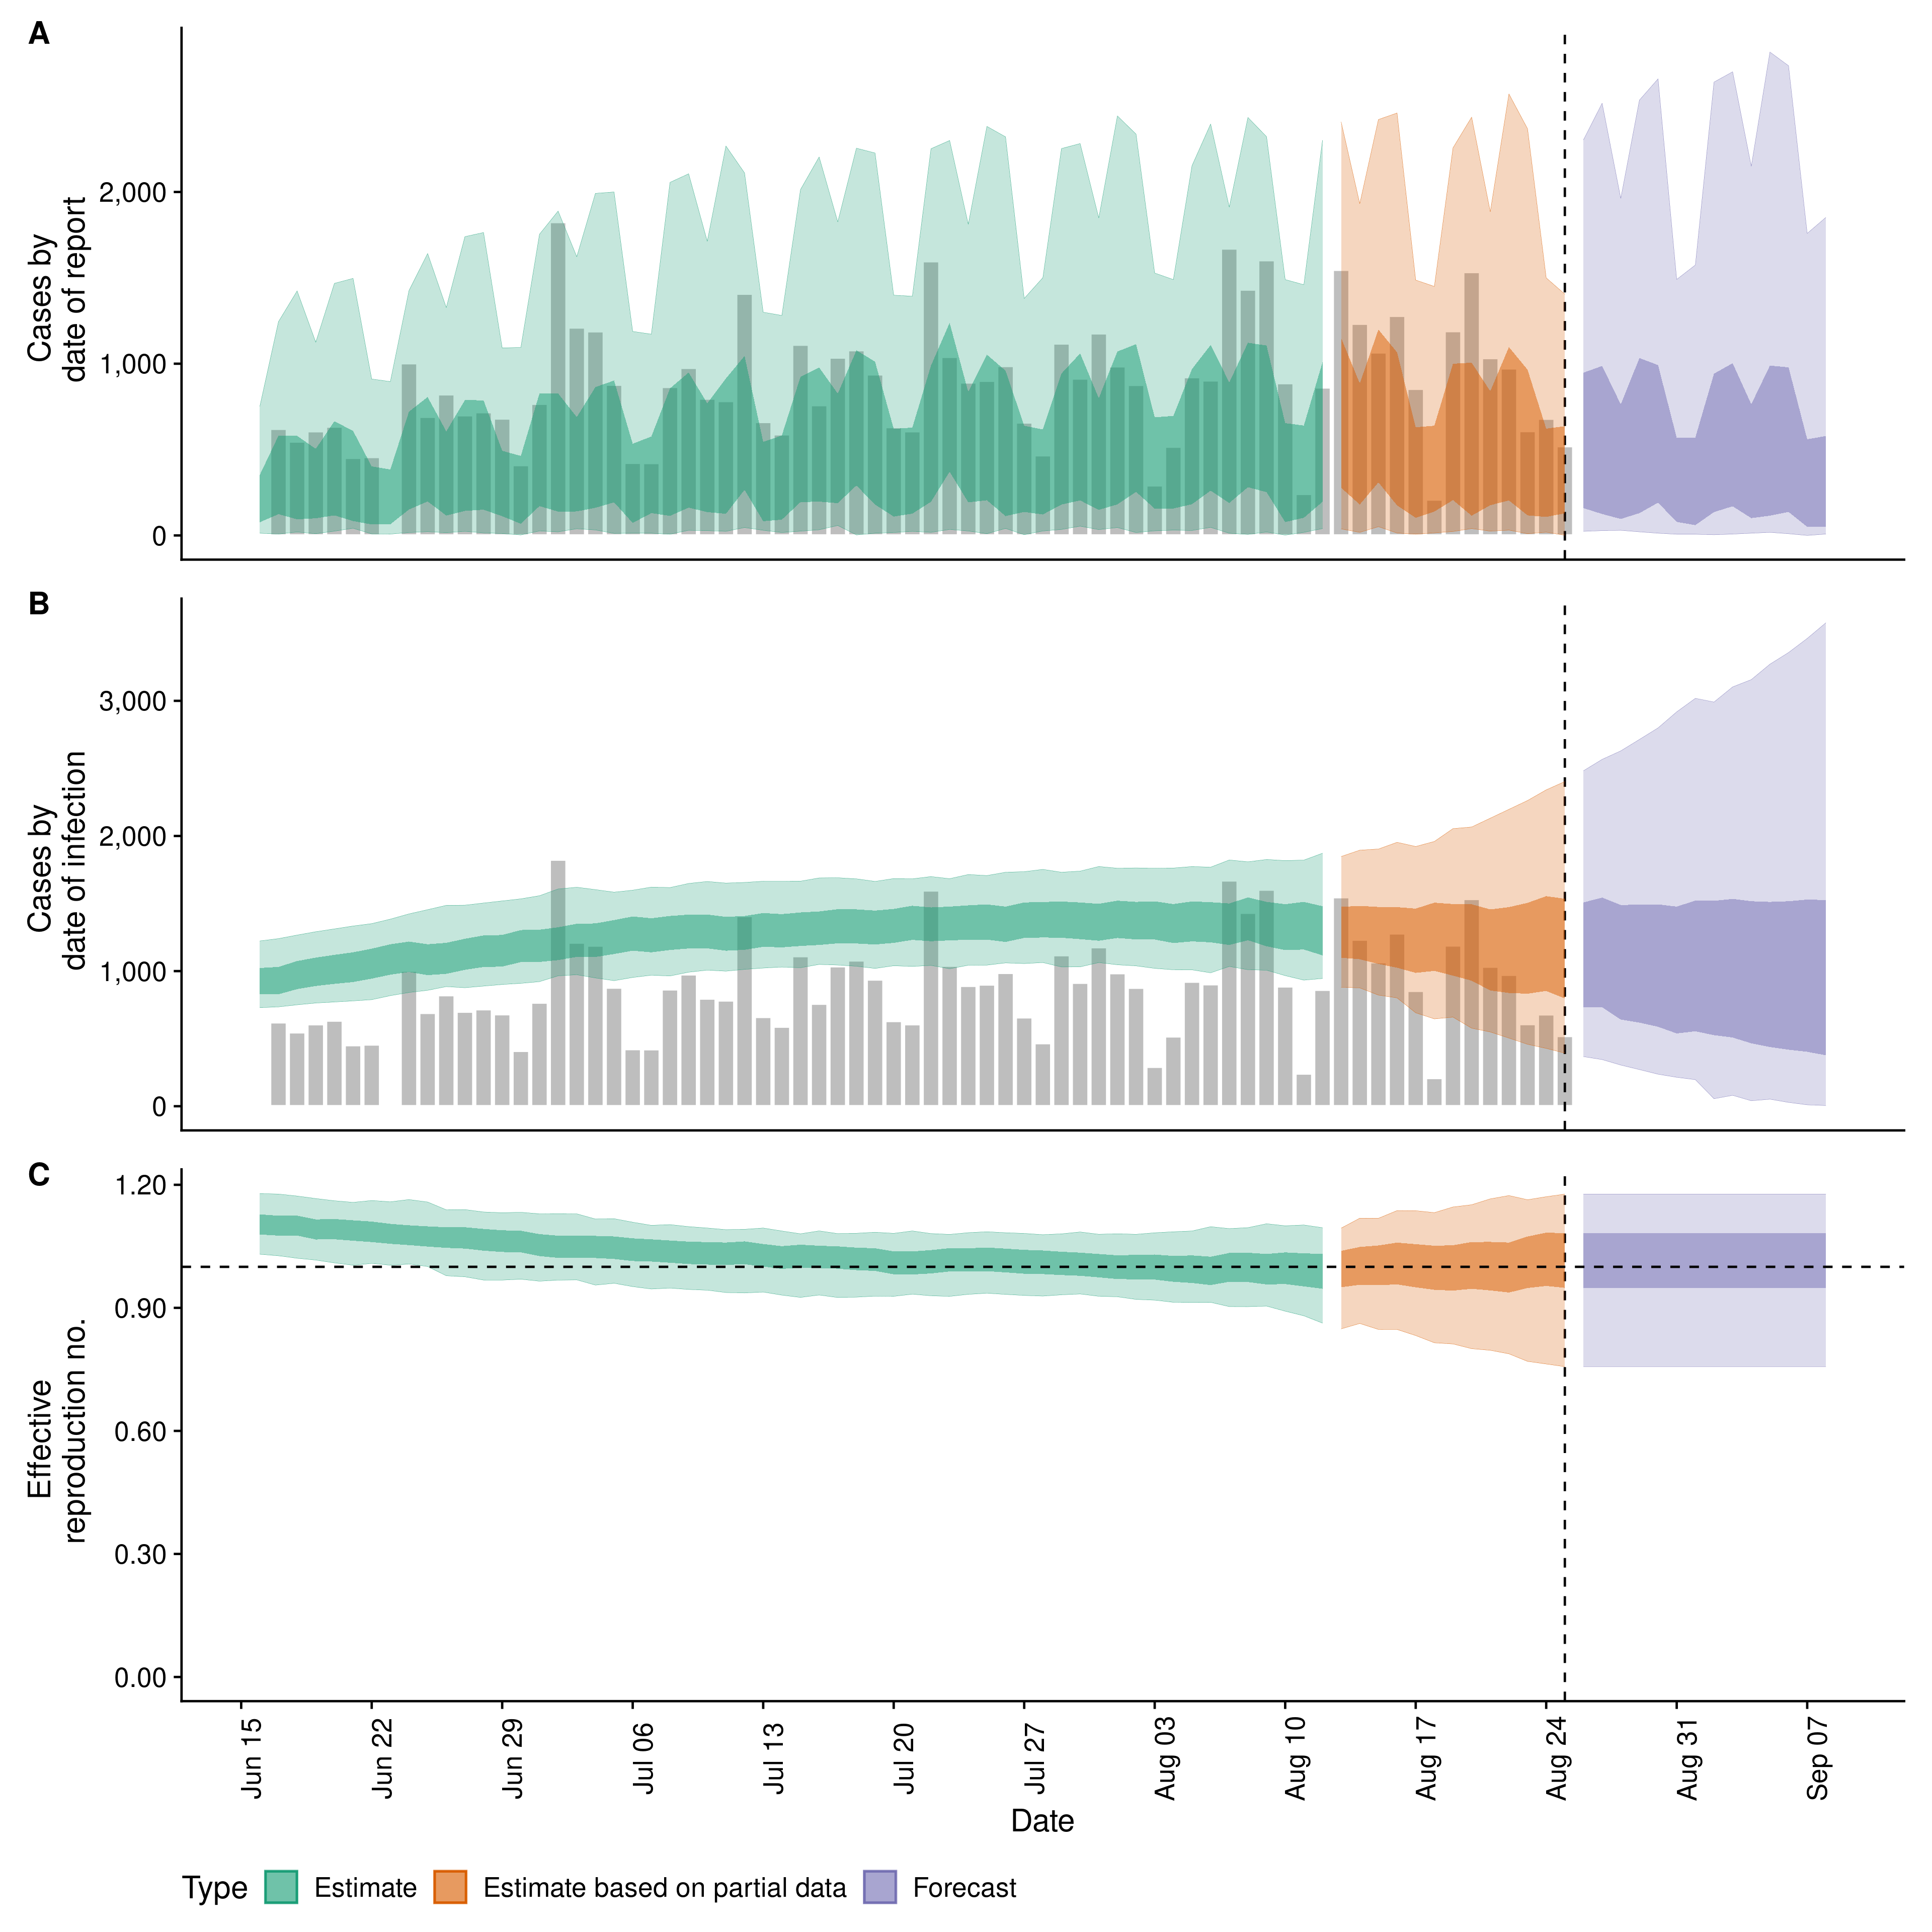 A
Cases by
date of report
2,000
1,000
0
B
Cases by
date of infection
3,000
2,000
1,000
0
C
Effective
reproduction no.
1.20
0.90
0.60
0.30
0.00
Jun 15
Jun 22
Jun 29
Jul 06
Jul 13
Jul 20
Jul 27
Aug 03
Aug 10
Aug 17
Aug 24
Aug 31
Sep 07
Date
Type Estimate Estimate based on partial data Forecast